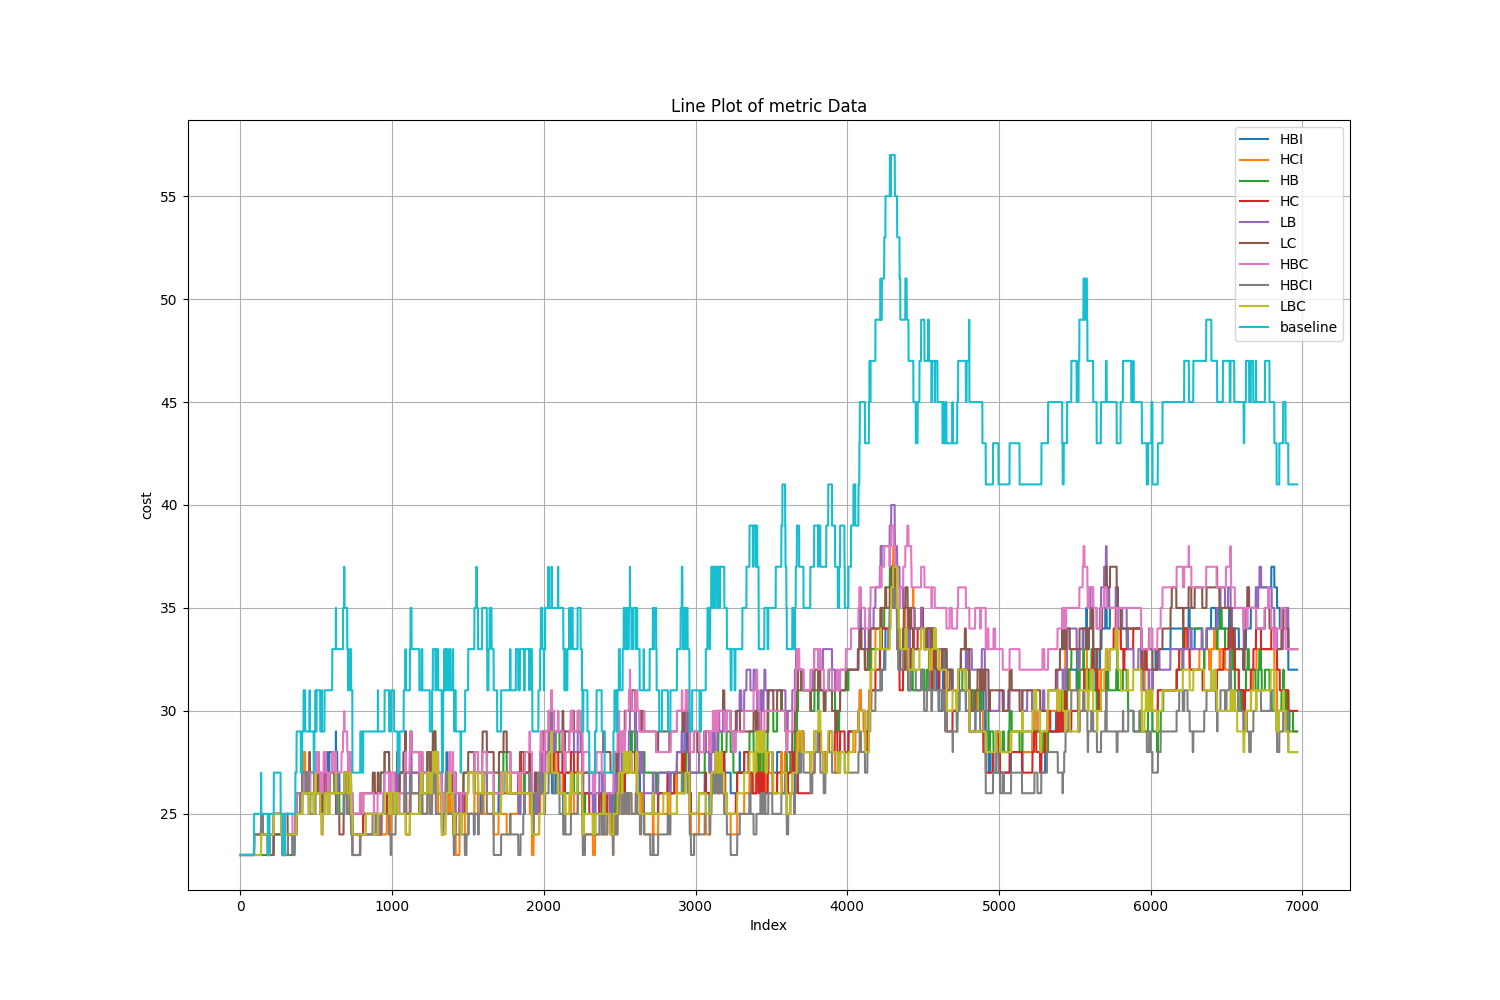 Line Plot of metric Data
cost
55
50
45
40
35
30
25
0 1000 2000 3000 4000 5000 6000 7000
Index
HBI
HCI
HB
HC
LB
LC
HBC
HBCI
LBC
baseline